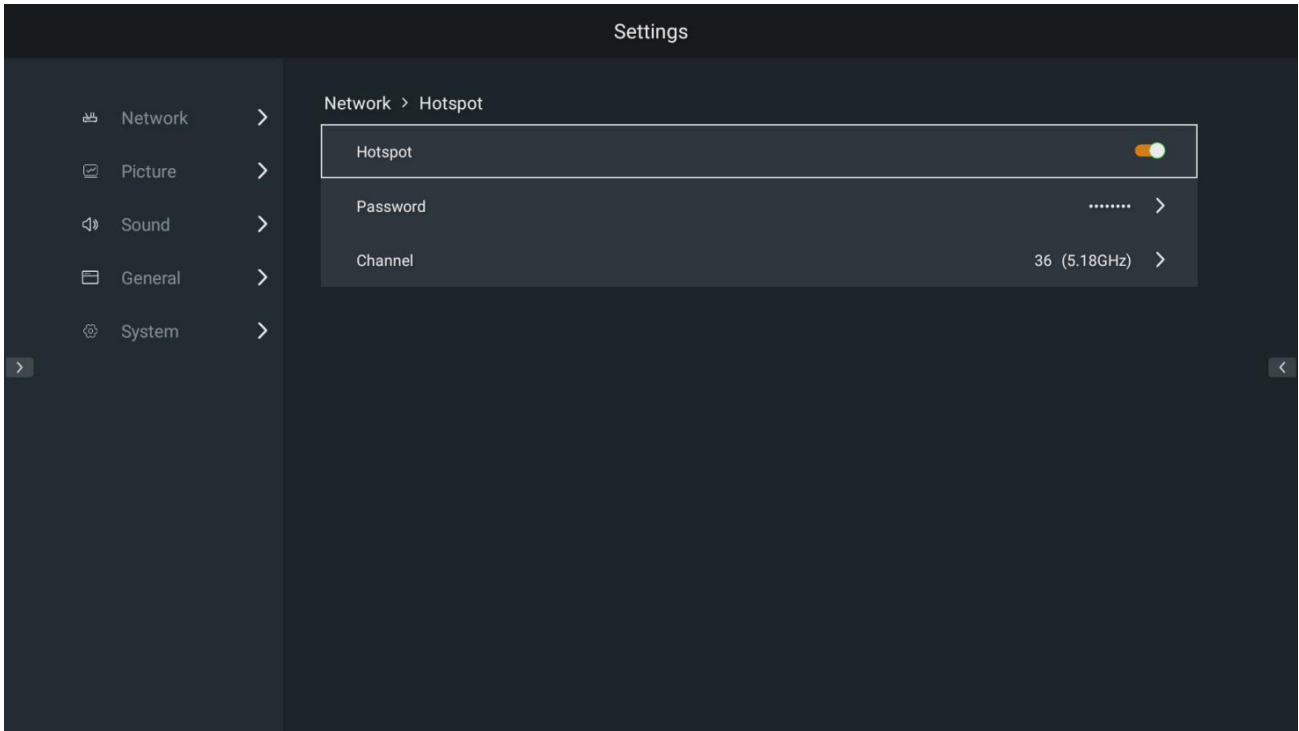 Settings
Network
Picture
Sound
General
System
Network > Hotspot
Hotspot
Password ········
Channel 36 (5.18GHz)